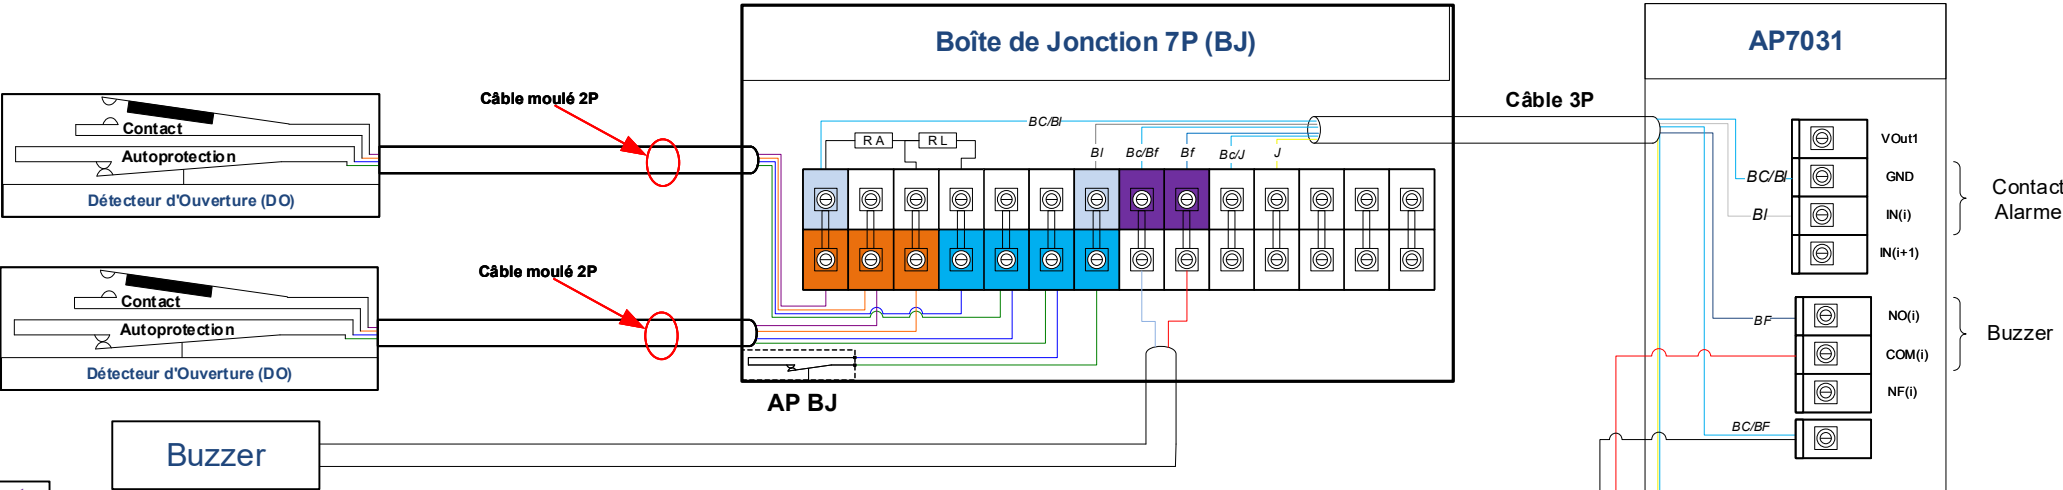 Boîte de Jonction 7P (BJ)
AP7031
Câble moulé 2P
Câble 3P
Contact
Autoprotection
Détecteur d'Ouverture (DO)
BC/Bl
R A
R L
Bl
Bc/Bf
Bf
Bc/J
J
VOut1
GND
IN(i)
IN(i+1)
BC/Bl
Bl
Contact
Alarme
Câble moulé 2P
Contact
Autoprotection
Détecteur d'Ouverture (DO)
NO(i)
COM(i)
NF(i)
BF
Buzzer
AP BJ
BC/BF
Buzzer